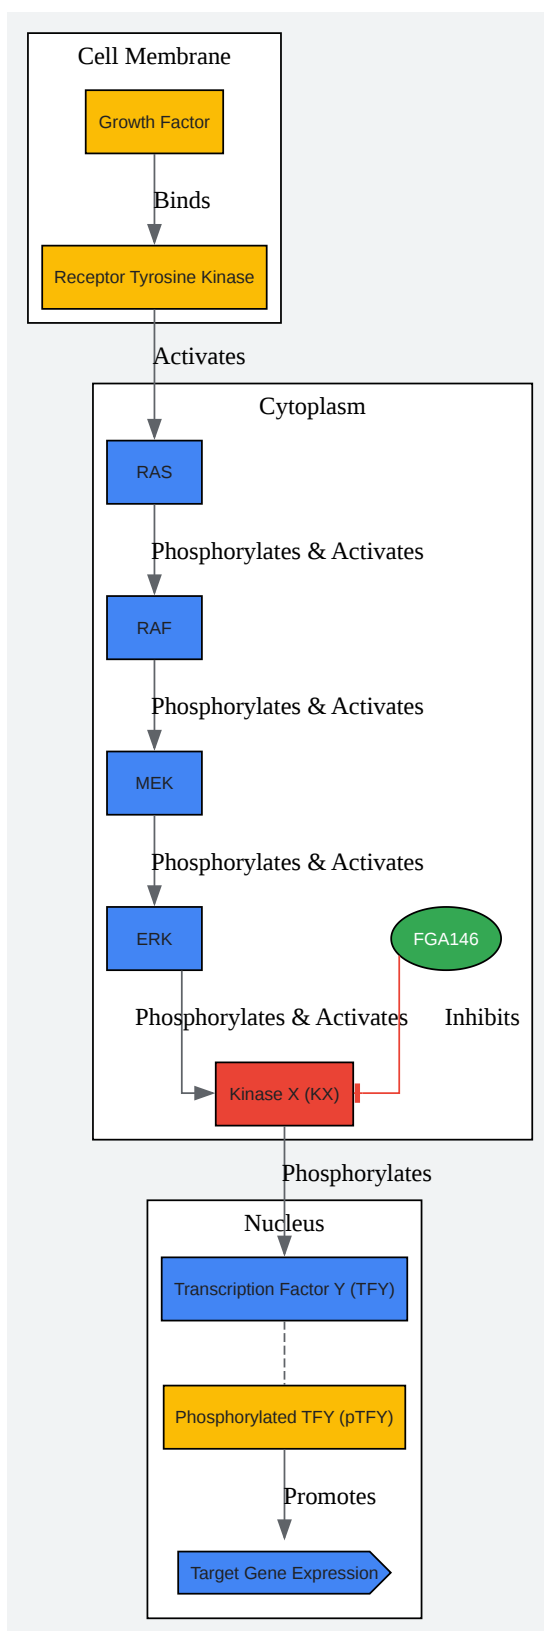 Cell Membrane
Growth Factor
Binds
Receptor Tyrosine Kinase
Activates
Cytoplasm
RAS
Phosphorylates & Activates
RAF
Phosphorylates & Activates
MEK
Phosphorylates & Activates
ERK
FGA146
Phosphorylates & Activates
Inhibits
Kinase X (KX)
Phosphorylates
Nucleus
Transcription Factor Y (TFY)
Phosphorylated TFY (pTFY)
Promotes
Target Gene Expression